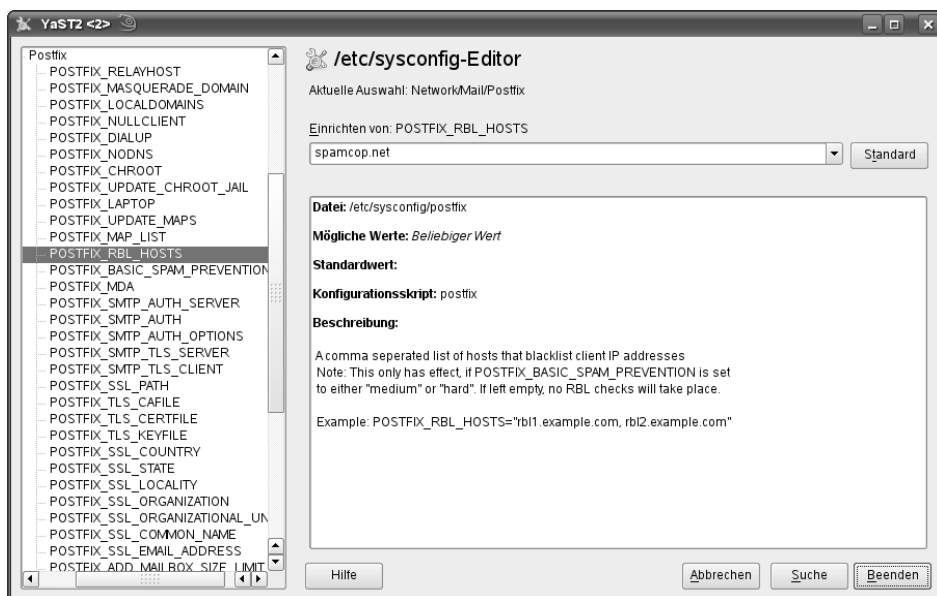 YaST2 <2>
Postfix
POSTFIX_RELAYHOST
POSTFIX_MASQUERADE_DOMAIN
POSTFIX_LOCALDOMAINS
POSTFIX_NULLCLIENT
POSTFIX_DIALUP
POSTFIX_NODNS
POSTFIX_CHROOT
POSTFIX_UPDATE_CHROOT_JAIL
POSTFIX_LAPTOP
POSTFIX_UPDATE_MAPS
POSTFIX_MAP_LIST
POSTFIX_RBL_HOSTS
POSTFIX_BASIC_SPAM_PREVENTION
POSTFIX_MDA
POSTFIX_SMTP_AUTH_SERVER
POSTFIX_SMTP_AUTH
POSTFIX_SMTP_AUTH_OPTIONS
POSTFIX_SMTP_TLS_SERVER
POSTFIX_SMTP_TLS_CLIENT
POSTFIX_SSL_PATH
POSTFIX_TLS_CAFILE
POSTFIX_TLS_CERTFILE
POSTFIX_TLS_KEYFILE
POSTFIX_SSL_COUNTRY
POSTFIX_SSL_STATE
POSTFIX_SSL_LOCALITY
POSTFIX_SSL_ORGANIZATION
POSTFIX_SSL_ORGANIZATIONAL_UN
POSTFIX_SSL_COMMON_NAME
POSTFIX_SSL_EMAIL_ADDRESS
POSTFIX_ADD_MAILBOX_SIZE_LIMIT
/etc/sysconfig-Editor
Aktuelle Auswahl: Network/Mail/Postfix
Einrichten von: POSTFIX_RBL_HOSTS
spamcop.net
Standard
Datei: /etc/sysconfig/postfix
Mögliche Werte: Beliebiger Wert
Standardwert:
Konfigurationsskript: postfix
Beschreibung:
A comma seperated list of hosts that blacklist client IP addresses
Note: This only has effect, if POSTFIX_BASIC_SPAM_PREVENTION is set
to either "medium" or "hard". If left empty, no RBL checks will take place.
Example: POSTFIX_RBL_HOSTS="rbl1.example.com, rbl2.example.com"
Hilfe
Abbrechen
Suche
Beenden